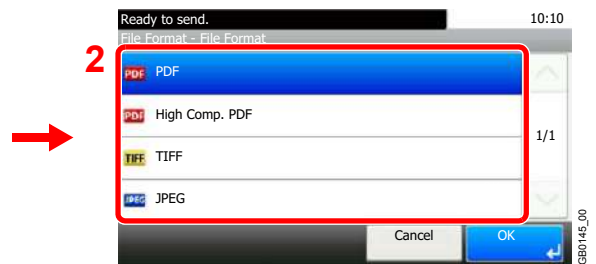 Ready to send. 10:10
File Format - File Format
2
PDF PDF
PDF High Comp. PDF
1/1
TIFF TIFF
JPEG JPEG
Cancel OK
GB0145_00